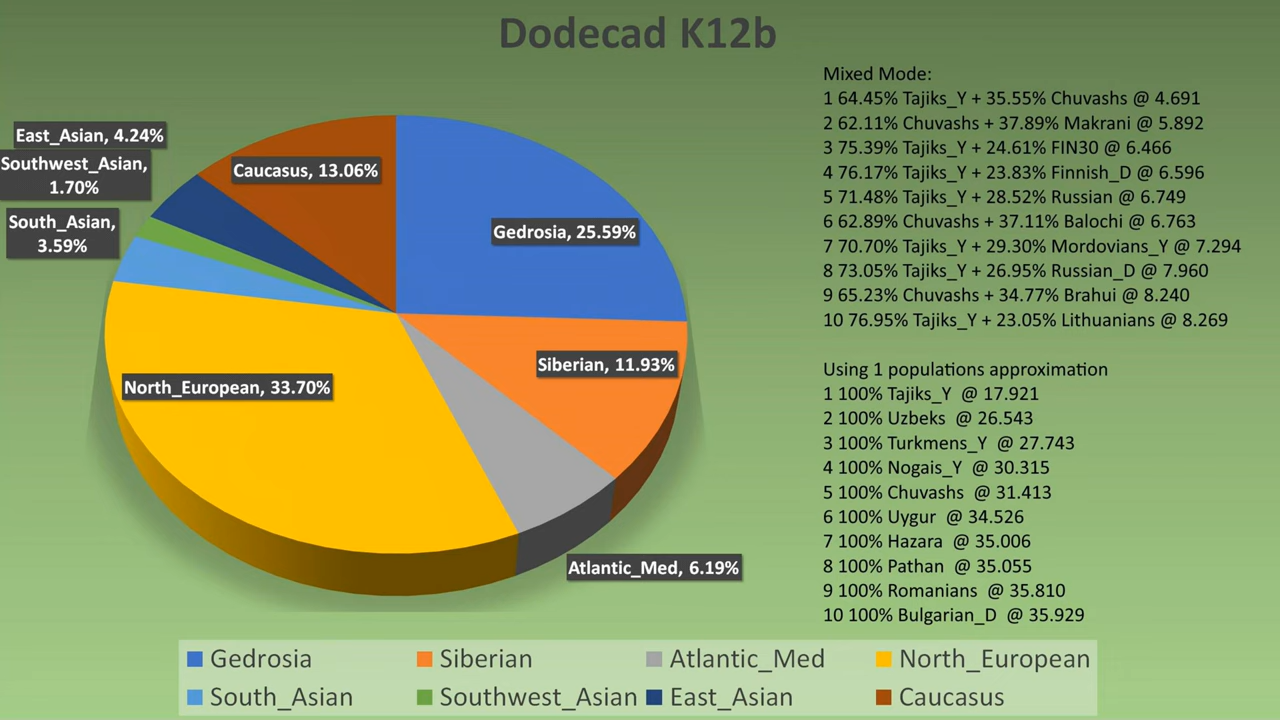 Dodecad K12b
East_Asian, 4.24%
Southwest_Asian,
1.70%
South_Asian,
3.59%
Caucasus, 13.06%
Gedrosia, 25.59%
Siberian, 11.93%
North_European, 33.70%
Atlantic_Med, 6.19%
Mixed Mode:
1 64.45% Tajiks_Y + 35.55% Chuvashs @ 4.691
2 62.11% Chuvashs + 37.89% Makrani @ 5.892
3 75.39% Tajiks_Y + 24.61% FIN30 @ 6.466
4 76.17% Tajiks_Y + 23.83% Finnish_D @ 6.596
5 71.48% Tajiks_Y + 28.52% Russian @ 6.749
6 62.89% Chuvashs + 37.11% Balochi @ 6.763
7 70.70% Tajiks_Y + 29.30% Mordovians_Y @ 7.294
8 73.05% Tajiks_Y + 26.95% Russian_D @ 7.960
9 65.23% Chuvashs + 34.77% Brahui @ 8.240
10 76.95% Tajiks_Y + 23.05% Lithuanians @ 8.269
Using 1 populations approximation
1 100% Tajiks_Y @ 17.921
2 100% Uzbeks @ 26.543
3 100% Turkmens_Y @ 27.743
4 100% Nogais_Y @ 30.315
5 100% Chuvashs @ 31.413
6 100% Uygur @ 34.526
7 100% Hazara @ 35.006
8 100% Pathan @ 35.055
9 100% Romanians @ 35.810
10 100% Bulgarian_D @ 35.929
Gedrosia Siberian Atlantic_Med North_European
South_Asian Southwest_Asian East_Asian Caucasus